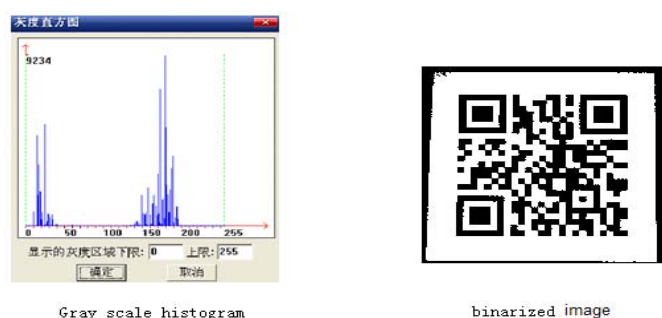 灰度直方图
9234
0 50 100 150 200 255
显示的灰度区域下限: 0 上限: 255
确定 取消
Gray scale histogram
binarized image